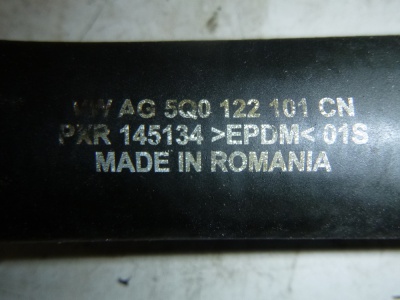 VW AG 5Q0 122 101 CN
PXR 145134 >EPDM< 01S
MADE IN ROMANIA